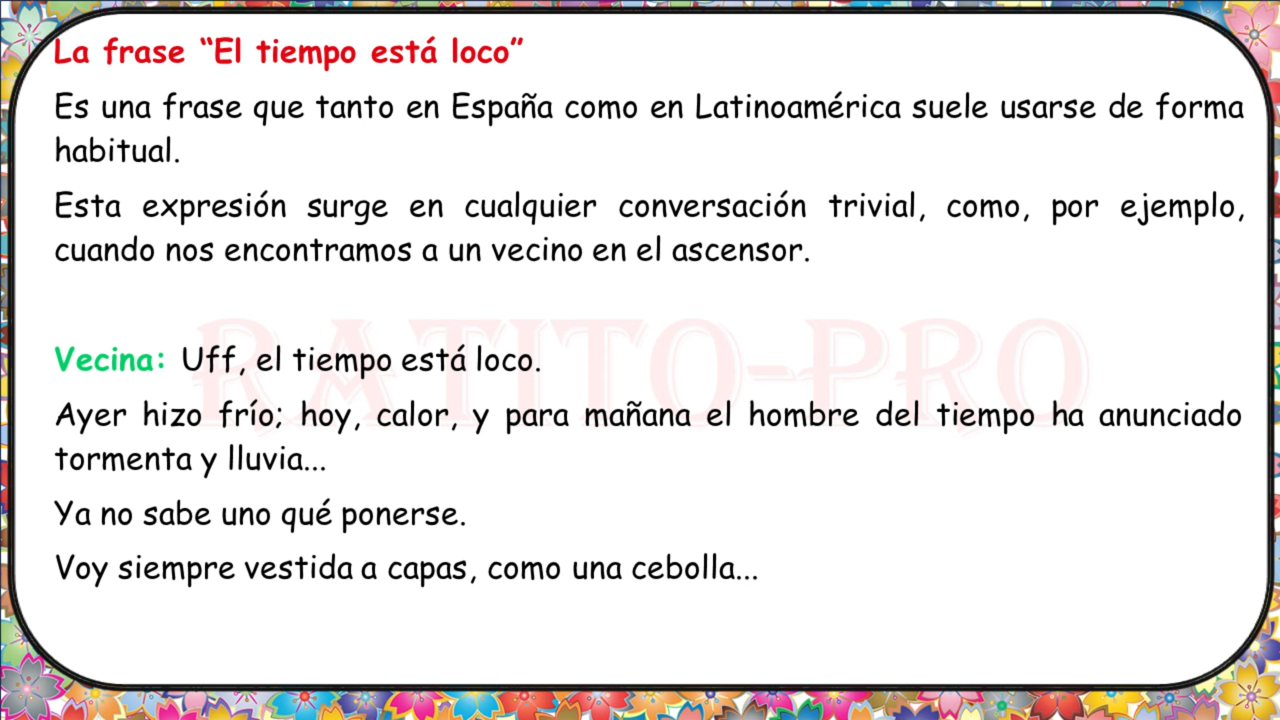 La frase “El tiempo está loco”
Es una frase que tanto en España como en Latinoamérica suele usarse de forma
habitual.
Esta expresión surge en cualquier conversación trivial, como, por ejemplo,
cuando nos encontramos a un vecino en el ascensor.
RATITO-PRO
Vecina: Uff, el tiempo está loco.
Ayer hizo frío; hoy, calor, y para mañana el hombre del tiempo ha anunciado
tormenta y lluvia...
Ya no sabe uno qué ponerse.
Voy siempre vestida a capas, como una cebolla...